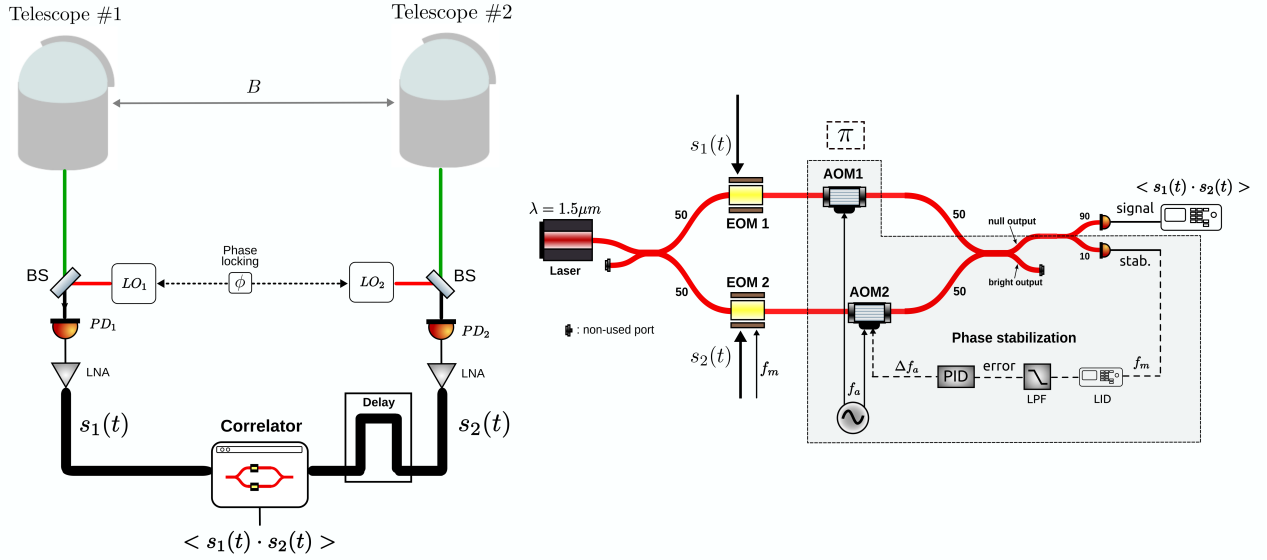 Telescope #1
Telescope #2
B
BS
LO₁
Phase
locking
ϕ
LO₂
BS
PD₁
PD₂
LNA
LNA
s₁(t)
Correlator
Delay
s₂(t)
< s₁(t) · s₂(t) >
s₁(t)
π
AOM1
λ = 1.5μm
Laser
50
EOM 1
50
null output
90
signal
< s₁(t) · s₂(t) >
10
stab.
bright output
50
EOM 2
AOM2
50
: non-used port
s₂(t)
fₘ
Phase stabilization
Δfₐ
PID
error
LPF
LID
fₘ
fₐ